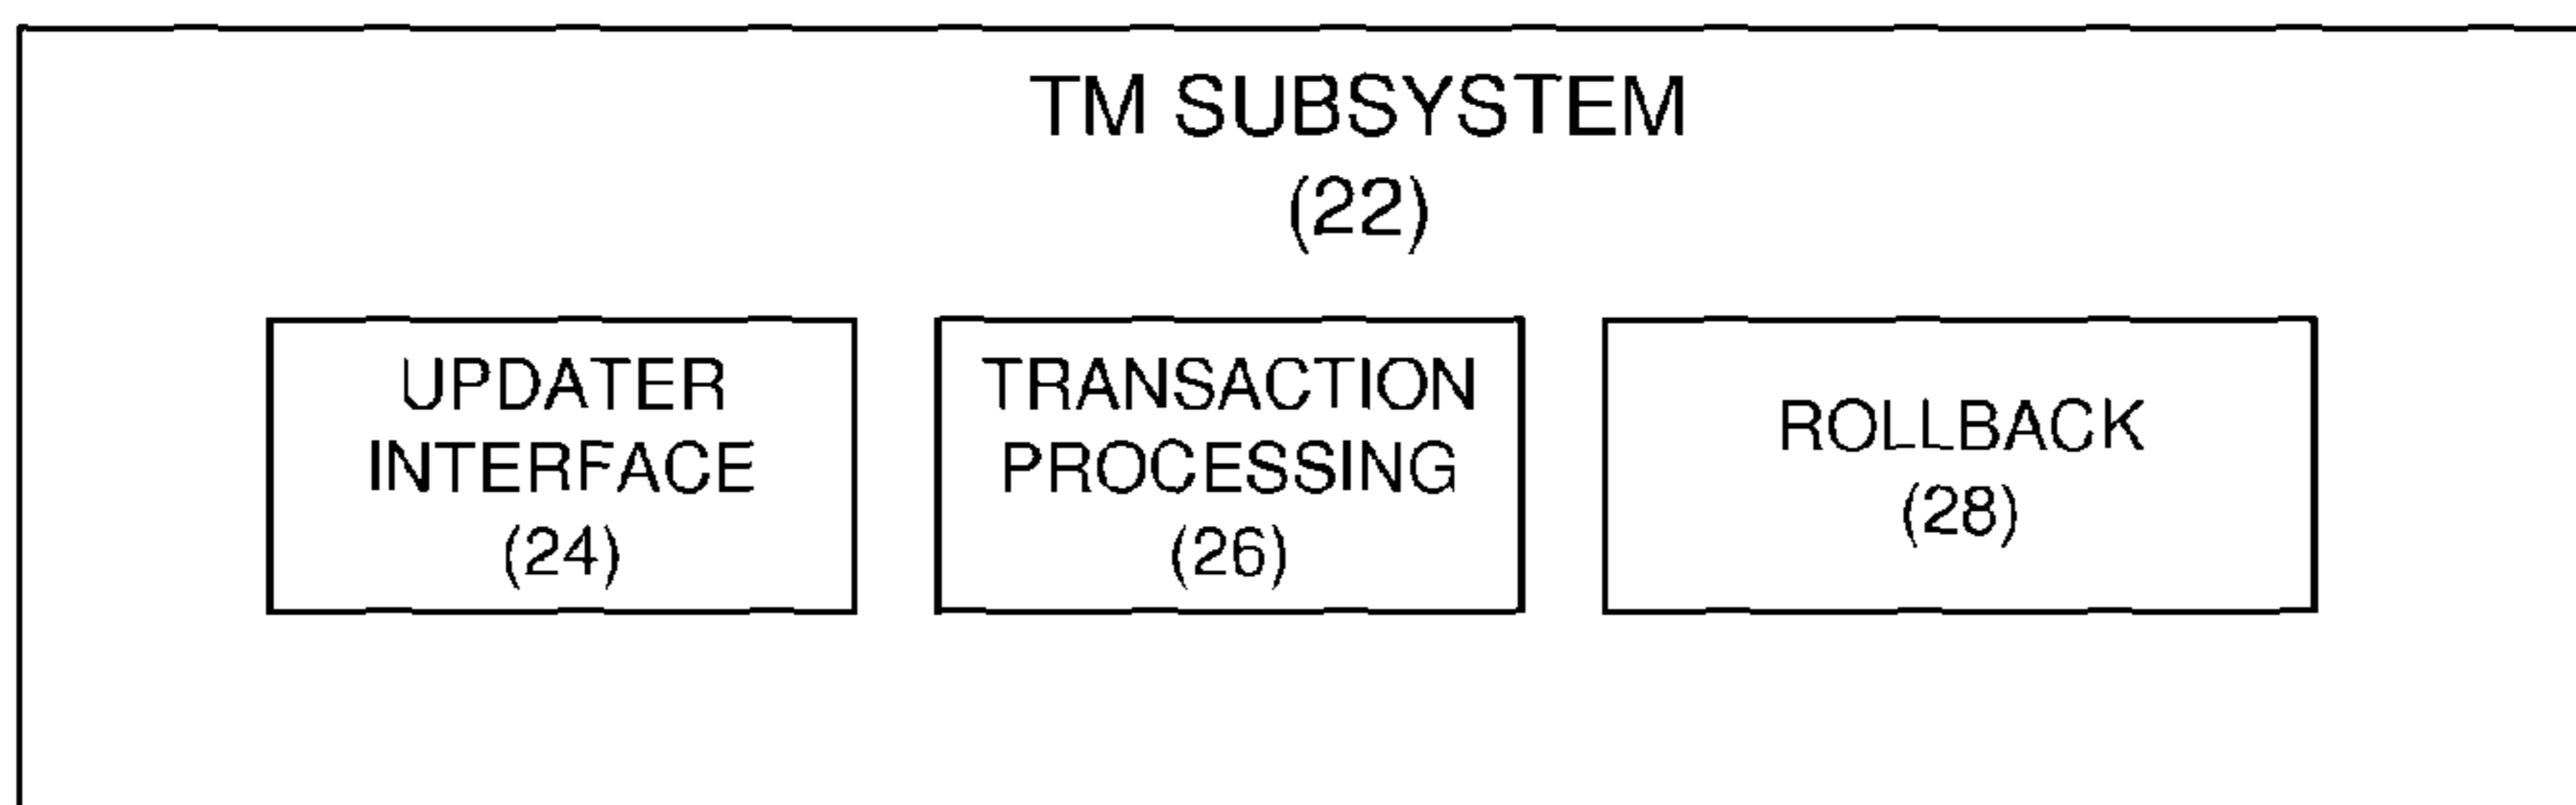 TM SUBSYSTEM
(22)
UPDATER
INTERFACE
(24)
TRANSACTION
PROCESSING
(26)
ROLLBACK
(28)